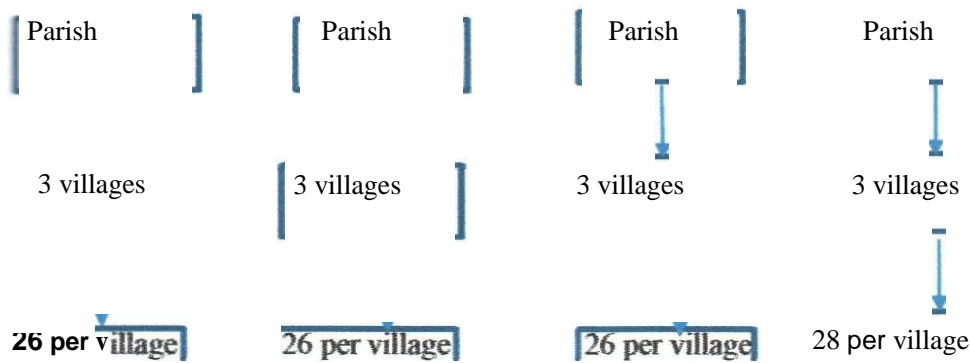 Parish Parish Parish Parish
3 villages 3 villages 3 villages 3 villages
26 per village 26 per village 26 per village 28 per village